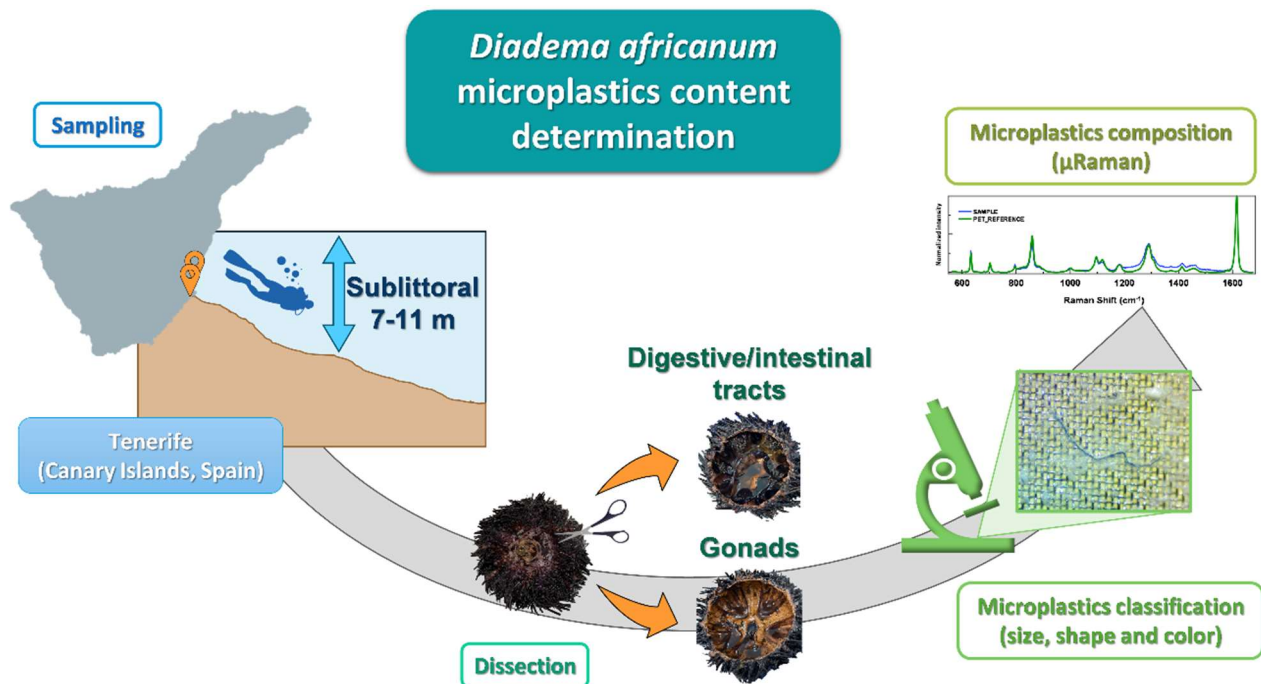 Diadema africanum
microplastics content
determination
Sampling
Sublittoral
7-11 m
Tenerife
(Canary Islands, Spain)
Digestive/intestinal
tracts
Gonads
Dissection
Microplastics classification
(size, shape and color)
Microplastics composition
(µRaman)
Normalized intensity
SAMPLE
PET_REFERENCE
600 800 1000 1200 1400 1600
Raman Shift (cm⁻¹)